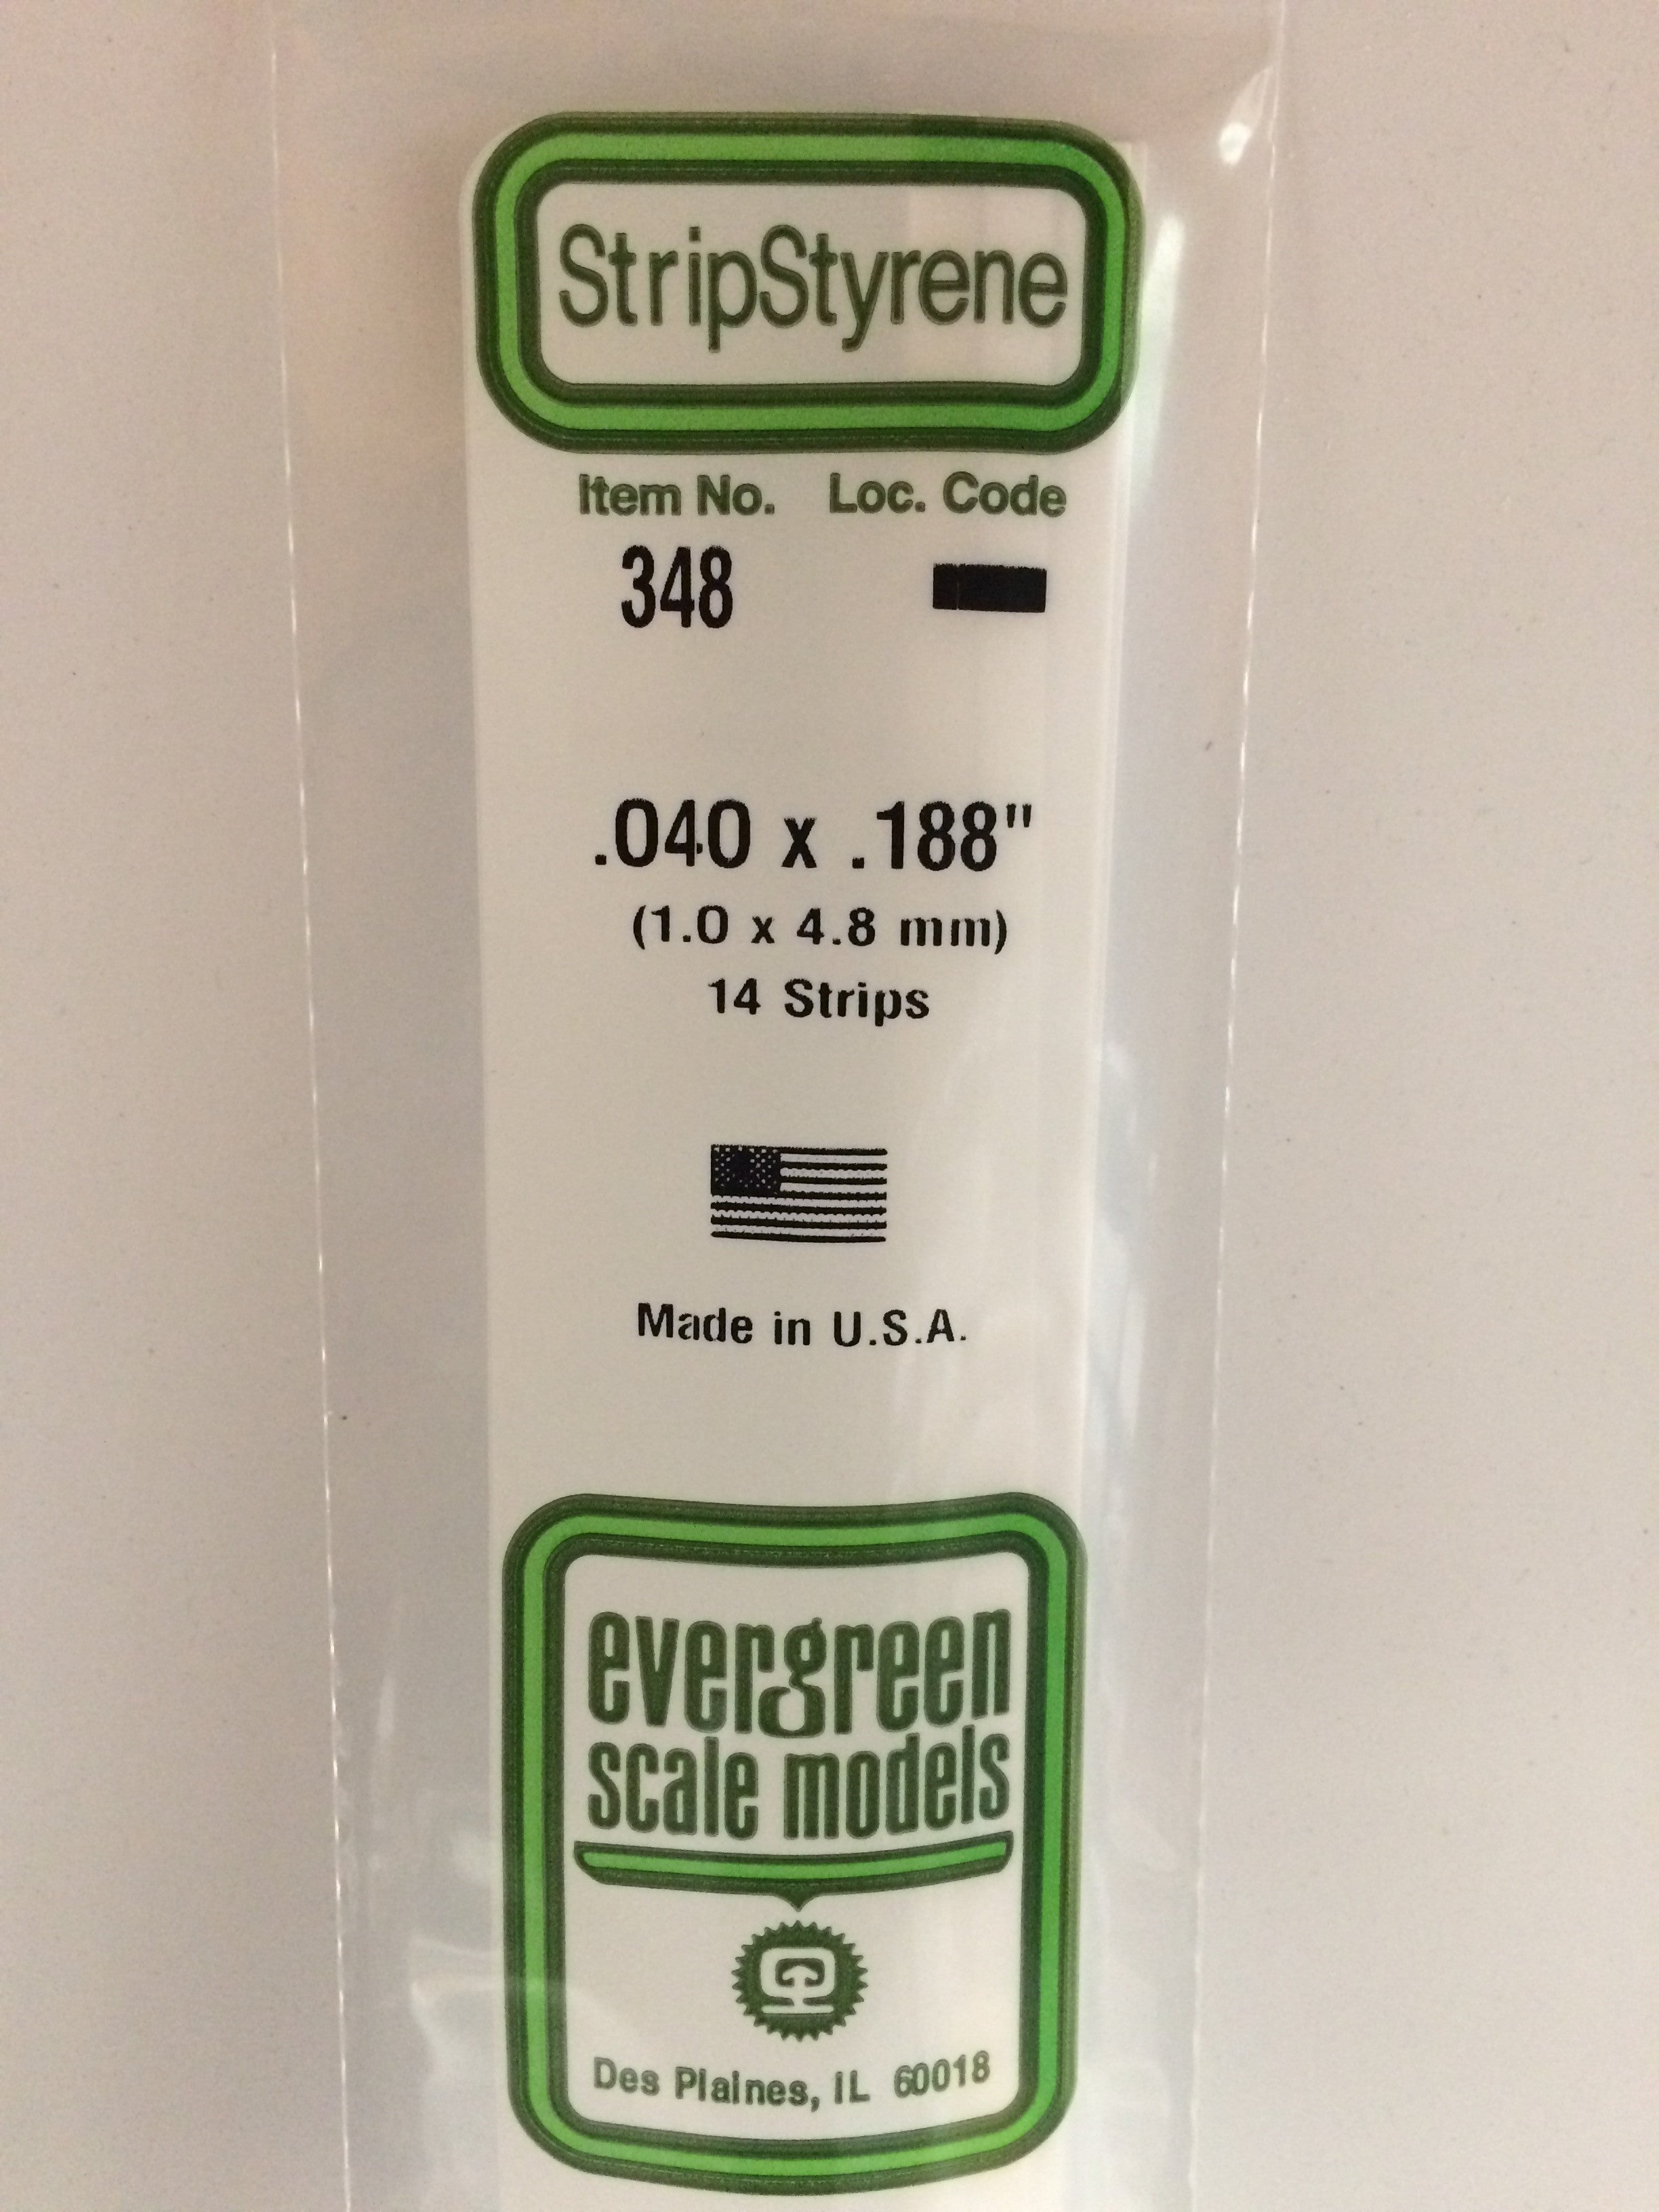 StripStyrene
Item No. Loc. Code
348
.040 x .188"
(1.0 x 4.8 mm)
14 Strips
Made in U.S.A.
evergreen
scale models
Des Plaines, IL 60018